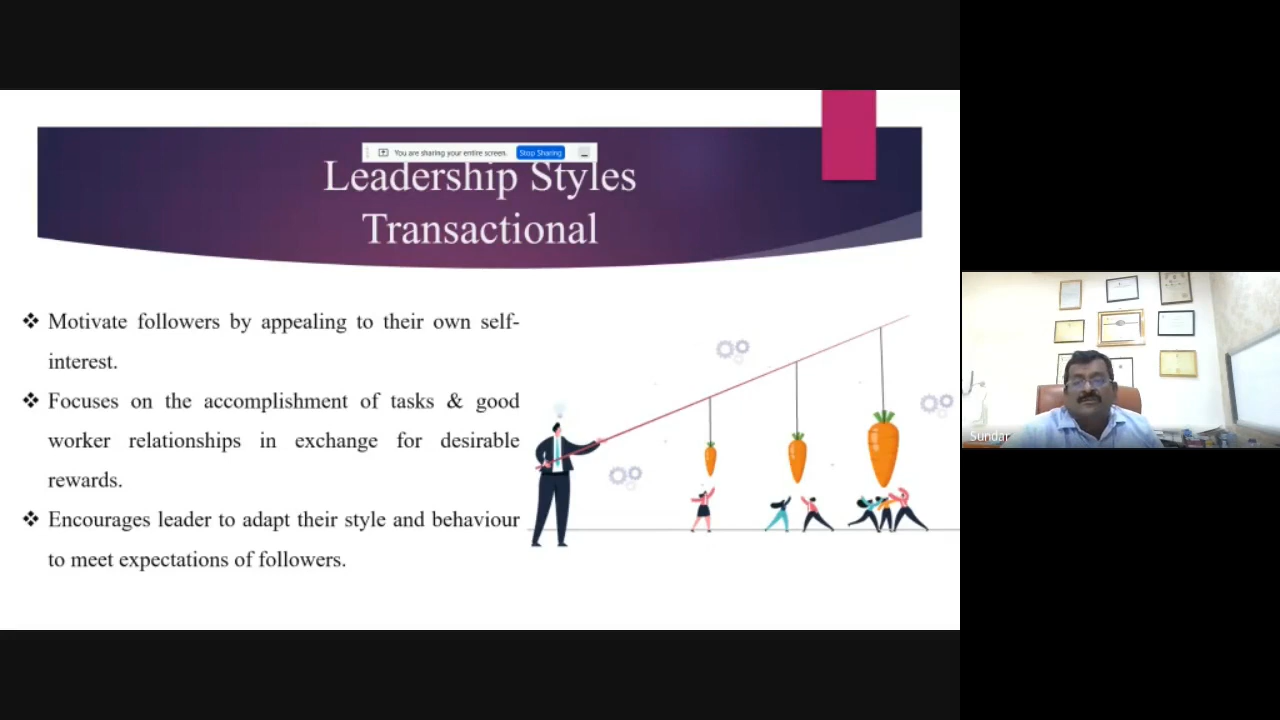 You are sharing your entire screen. Stop Sharing
Leadership Styles
Transactional
❖ Motivate followers by appealing to their own self-
interest.
❖ Focuses on the accomplishment of tasks & good
worker relationships in exchange for desirable
rewards.
❖ Encourages leader to adapt their style and behaviour
to meet expectations of followers.
Sundar